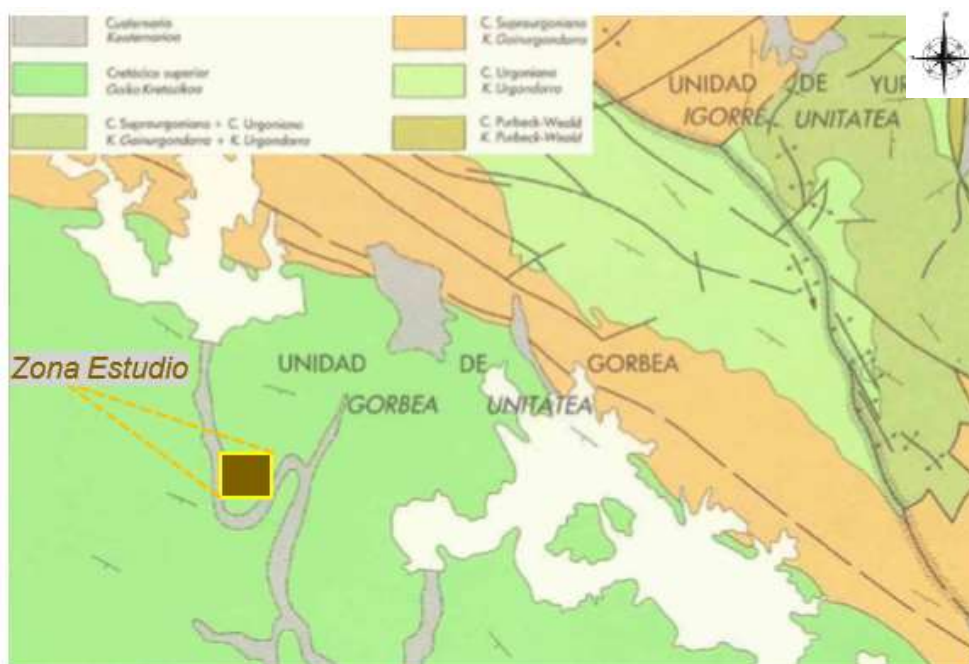 Cuaternario
Kuaternarioa
Cretácico superior
Goiko Kretazikoa
C. Supraurgoniano + C. Urgoniano
K. Gainurgondarra + K. Urgondarra
C. Supraurgoniano
K. Gainurgondarra
C. Urgoniano
K. Urgondarra
C. Purbeck-Weald
K. Purbeck-Weald
UNIDAD DE YUR
IGORRE UNITATEA
Zona Estudio
UNIDAD DE GORBEA
GORBEA UNITATEA